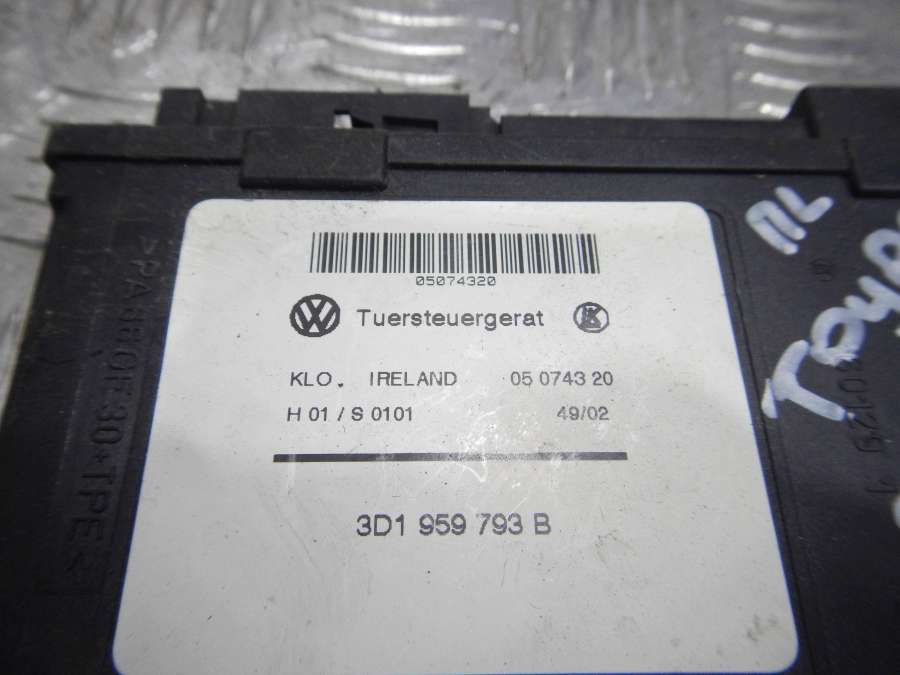 05074320
Tuersteuergerat
KLO. IRELAND 05 0743 20
H 01 / S 0101 49/02
3D1 959 793 B